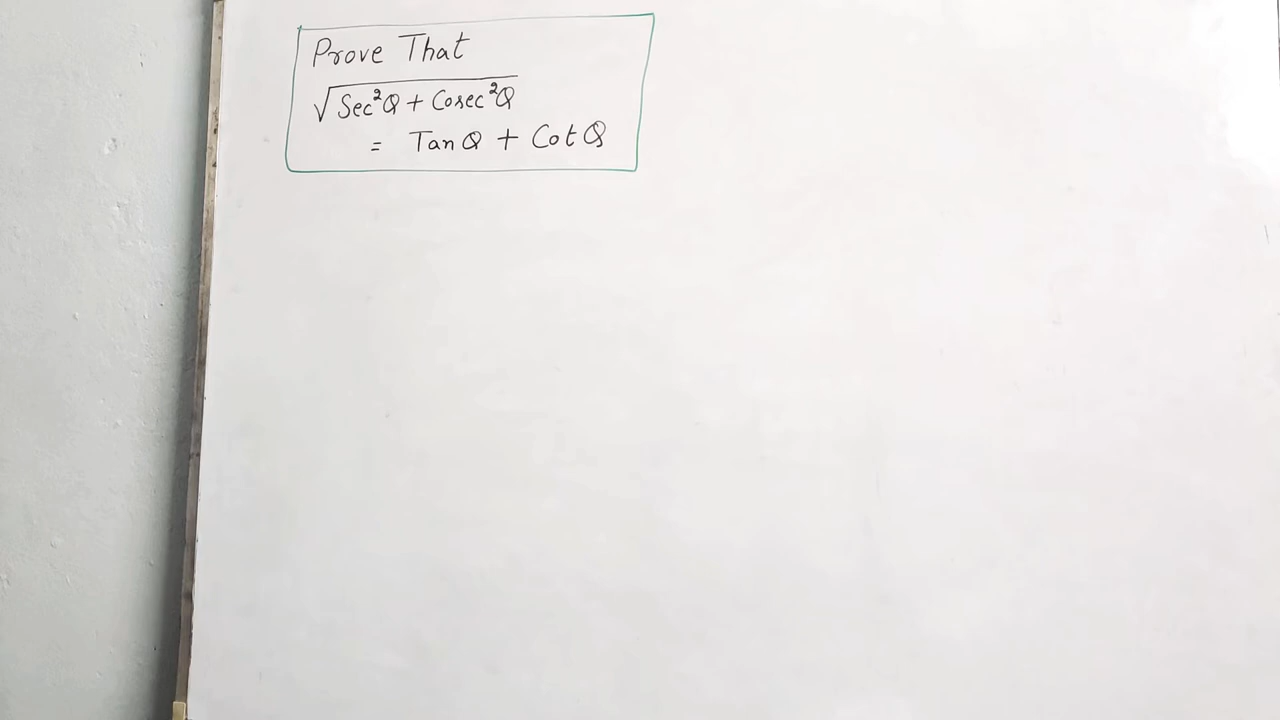 Prove That
√Sec²θ + Cosec²θ
= Tanθ + Cotθ